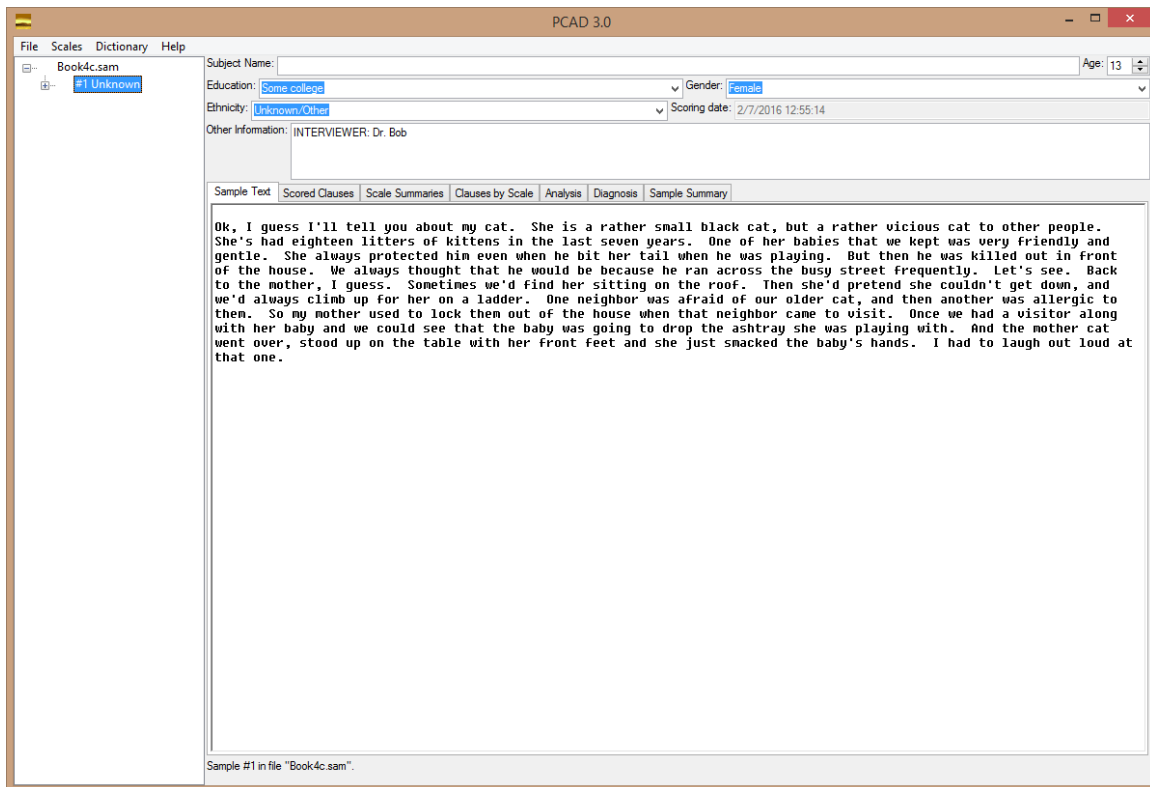 PCAD 3.0
File Scales Dictionary Help
Book4c.sam
#1 Unknown
Subject Name: Age: 13
Education: Some college Gender: Female
Ethnicity: Unknown/Other Scoring date: 2/7/2016 12:55:14
Other Information: INTERVIEWER: Dr. Bob
Sample Text Scored Clauses Scale Summaries Clauses by Scale Analysis Diagnosis Sample Summary
Ok, I guess I'll tell you about my cat. She is a rather small black cat, but a rather vicious cat to other people.
She's had eighteen litters of kittens in the last seven years. One of her babies that we kept was very friendly and
gentle. She always protected him even when he bit her tail when he was playing. But then he was killed out in front
of the house. We always thought that he would be because he ran across the busy street frequently. Let's see. Back
to the mother, I guess. Sometimes we'd find her sitting on the roof. Then she'd pretend she couldn't get down, and
we'd always climb up for her on a ladder. One neighbor was afraid of our older cat, and then another was allergic to
them. So my mother used to lock them out of the house when that neighbor came to visit. Once we had a visitor along
with her baby and we could see that the baby was going to drop the ashtray she was playing with. And the mother cat
went over, stood up on the table with her front feet and she just smacked the baby's hands. I had to laugh out loud at
that one.
Sample #1 in file "Book4c.sam".